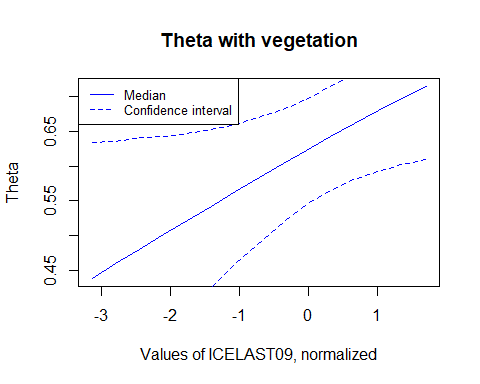 Theta with vegetation
Median
Confidence interval
Theta
0.45
0.55
0.65
-3
-2
-1
0
1
Values of ICELAST09, normalized